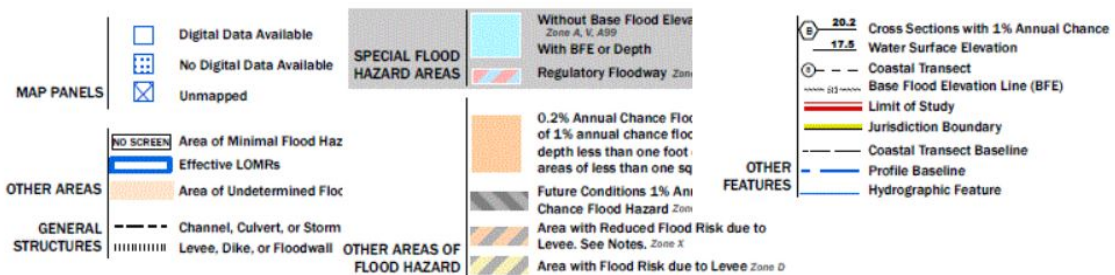 Digital Data Available
No Digital Data Available
MAP PANELS
Unmapped
NO SCREEN Area of Minimal Flood Haz
Effective LOMRs
OTHER AREAS
Area of Undetermined Flo
GENERAL
STRUCTURES
Channel, Culvert, or Storm
Levee, Dike, or Floodwall
SPECIAL FLOOD
HAZARD AREAS
Without Base Flood Eleva
Zone A, V, A99
With BFE or Depth
Regulatory Floodway Zon
0.2% Annual Chance Flo
of 1% annual chance floo
depth less than one foot
areas of less than one sq
Future Conditions 1% An
Chance Flood Hazard Zon
Area with Reduced Flood Risk due to
Levee. See Notes. Zone X
OTHER AREAS OF
FLOOD HAZARD
Area with Flood Risk due to Levee Zone D
B 20.2 Cross Sections with 1% Annual Chance
17.5 Water Surface Elevation
8 Coastal Transect
513 Base Flood Elevation Line (BFE)
Limit of Study
Jurisdiction Boundary
Coastal Transect Baseline
OTHER
FEATURES
Profile Baseline
Hydrographic Feature